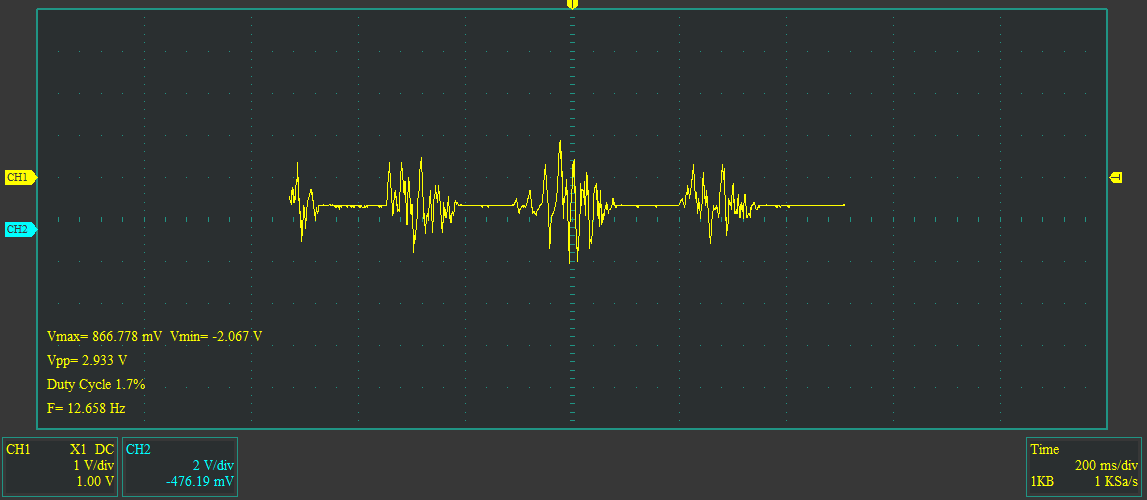 CH1
CH2
Vmax= 866.778 mV Vmin= -2.067 V
Vpp= 2.933 V
Duty Cycle 1.7%
F= 12.658 Hz
CH1 X1 DC
1 V/div
1.00 V
CH2
2 V/div
-476.19 mV
Time
200 ms/div
1KB 1 KSa/s